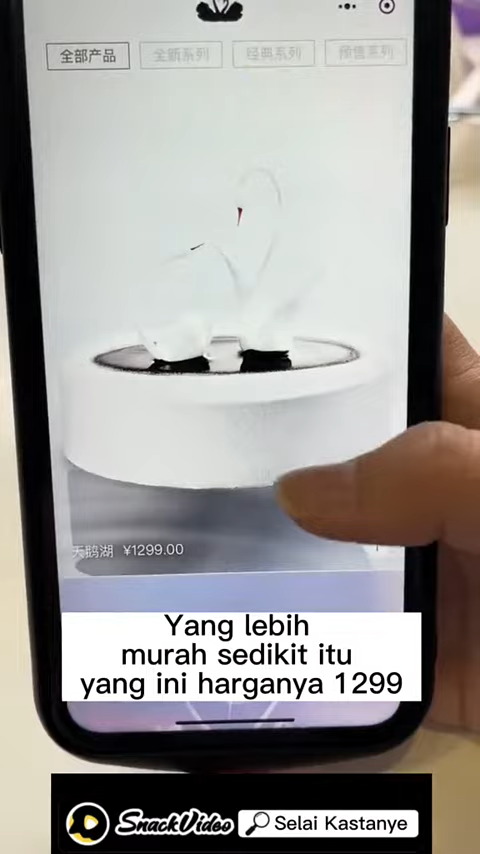 全部产品
全新系列
经典系列
预售系列
天鹅湖 ¥1299.00
Yang lebih
murah sedikit itu
yang ini harganya 1299
SnackVideo
Selai Kastanye